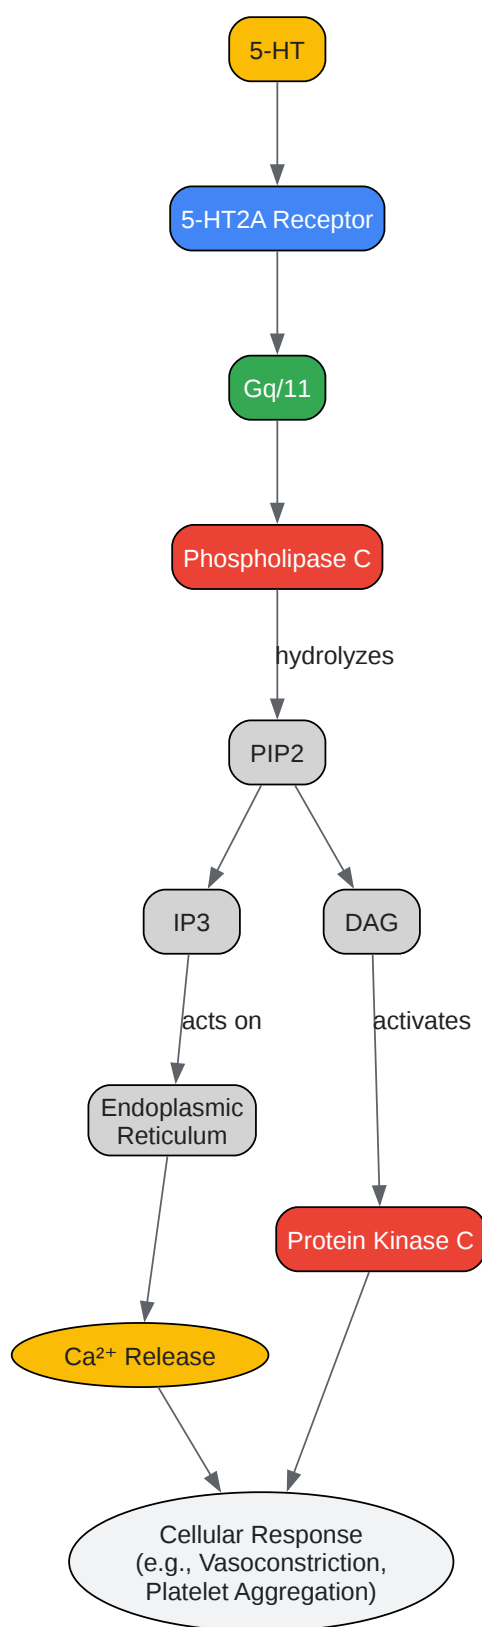 5-HT
5-HT2A Receptor
Gq/11
Phospholipase C
hydrolyzes
PIP2
IP3
DAG
acts on
activates
Endoplasmic
Reticulum
Protein Kinase C
Ca²⁺ Release
Cellular Response
(e.g., Vasoconstriction,
Platelet Aggregation)